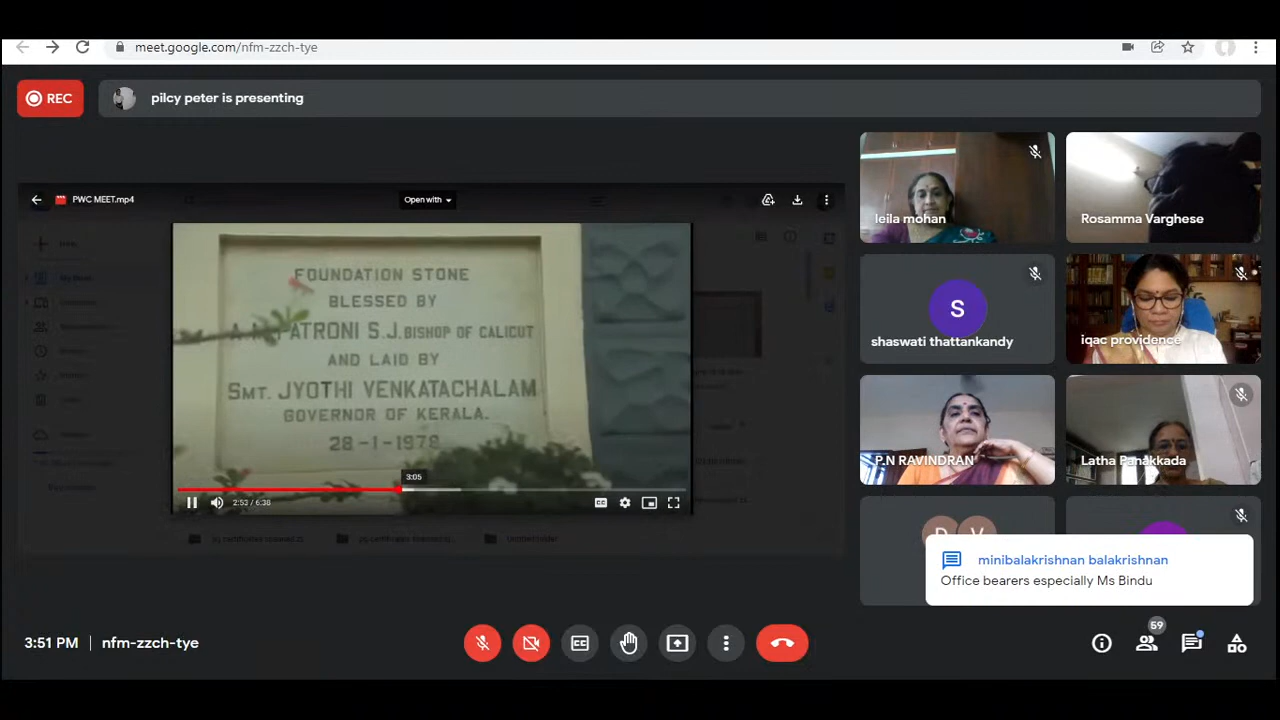 meet.google.com/nfm-zzch-tye
REC
pilcy peter is presenting
PWC MEET.mp4
Open with
FOUNDATION STONE
BLESSED BY
PATRONI S.J. BISHOP OF CALICUT
AND LAID BY
SMT. JYOTHI VENKATACHALAM
GOVERNOR OF KERALA.
28-1-1978
3:05
2:53 / 6:38
Untitled folder
leila mohan
Rosamma Varghese
S
shaswati thattankandy
iqac providence
P.N RAVINDRAN
Latha Panakkada
D V
minibalakrishnan balakrishnan
Office bearers especially Ms Bindu
3:51 PM | nfm-zzch-tye
59